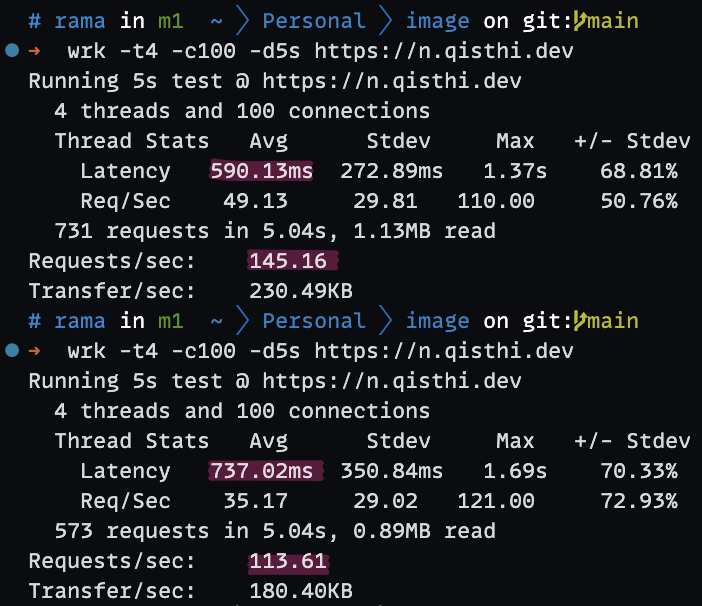 # rama in m1 ~ Personal image on git:main
→ wrk -t4 -c100 -d5s https://n.qisthi.dev
Running 5s test @ https://n.qisthi.dev
4 threads and 100 connections
Thread Stats Avg Stdev Max +/- Stdev
Latency 590.13ms 272.89ms 1.37s 68.81%
Req/Sec 49.13 29.81 110.00 50.76%
731 requests in 5.04s, 1.13MB read
Requests/sec: 145.16
Transfer/sec: 230.49KB
# rama in m1 ~ Personal image on git:main
→ wrk -t4 -c100 -d5s https://n.qisthi.dev
Running 5s test @ https://n.qisthi.dev
4 threads and 100 connections
Thread Stats Avg Stdev Max +/- Stdev
Latency 737.02ms 350.84ms 1.69s 70.33%
Req/Sec 35.17 29.02 121.00 72.93%
573 requests in 5.04s, 0.89MB read
Requests/sec: 113.61
Transfer/sec: 180.40KB